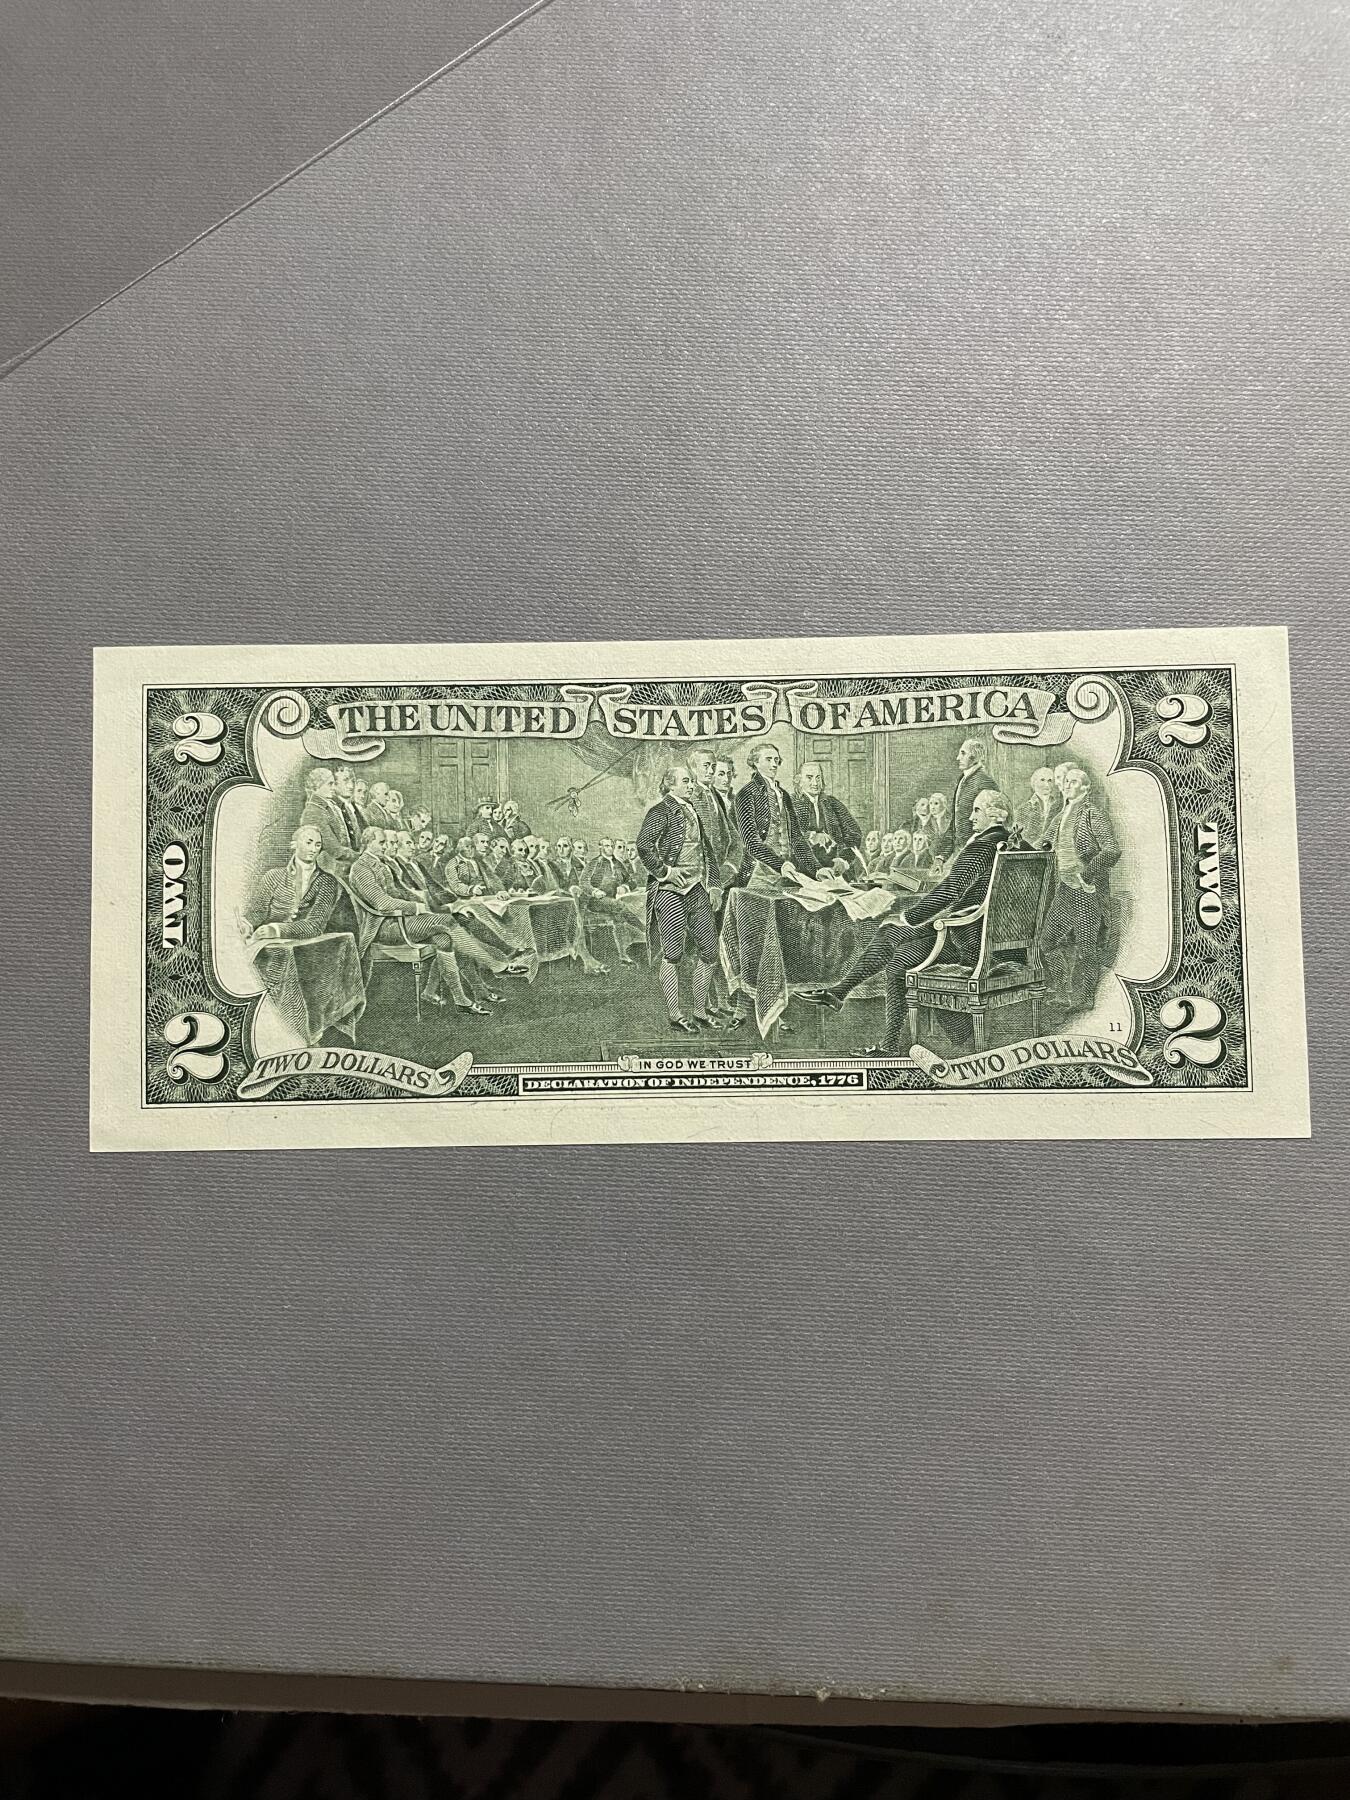 2 THE UNITED STATES OF AMERICA 2
TWO TWO
11
2 TWO DOLLARS IN GOD WE TRUST TWO DOLLARS 2
DECLARATION OF INDEPENDENCE, 1776